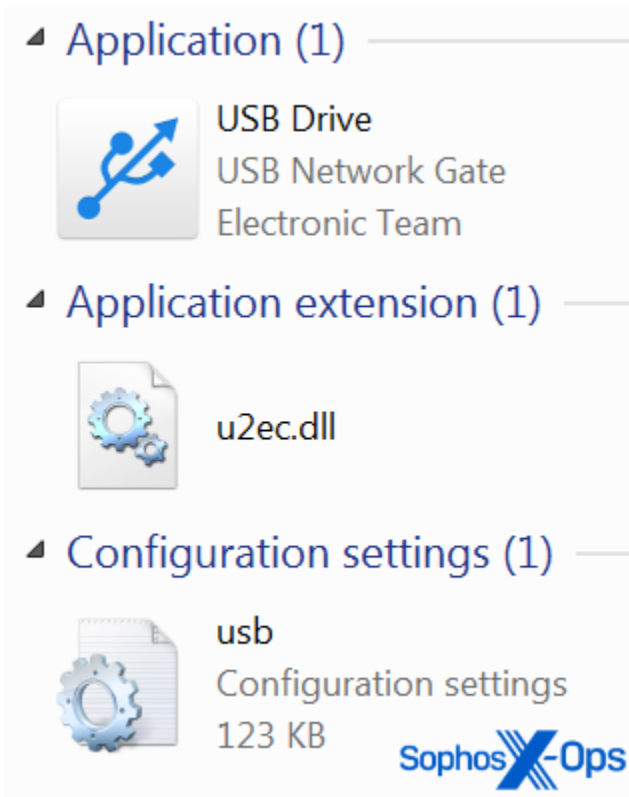 Application (1)
USB Drive
USB Network Gate
Electronic Team
Application extension (1)
u2ec.dll
Configuration settings (1)
usb
Configuration settings
123 KB
Sophos X-Ops